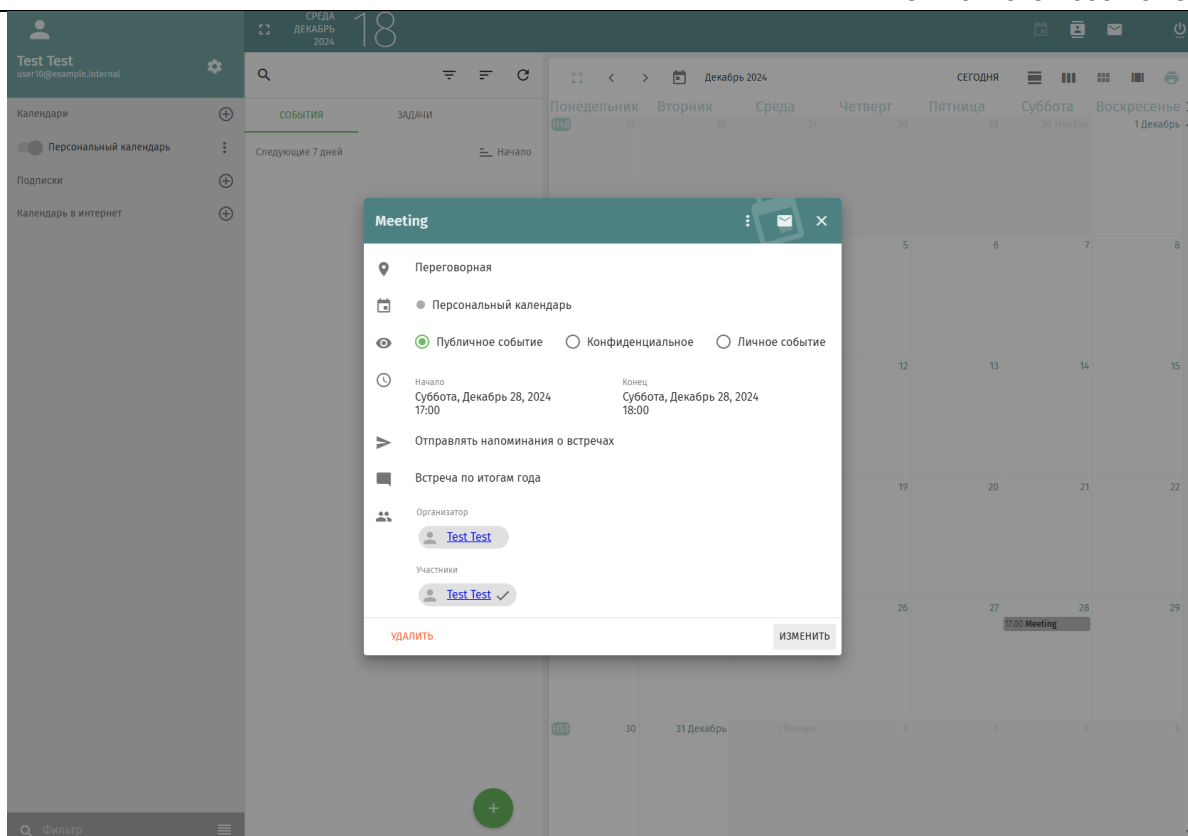 СРЕДА
ДЕКАБРЬ
2024
18
Test Test
user10@example.internal
Календари
Персональный календарь
Подписки
Календарь в интернет
Фильтр
СОБЫТИЯ
ЗАДАЧИ
Следующие 7 дней
Начало
Декабрь 2024
СЕГОДНЯ
Понедельник Вторник Среда Четверг Пятница Суббота Воскресенье
H48 25 26 27 28 29 30 Ноябрь 1 Декабрь
5 6 7 8
12 13 14 15
19 20 21 22
26 27 28 29
17:00 Meeting
H53 30 31 Декабрь 1 Январь 2 3 4 5
Meeting
Переговорная
Персональный календарь
Публичное событие Конфиденциальное Личное событие
Начало Конец
Суббота, Декабрь 28, 2024 Суббота, Декабрь 28, 2024
17:00 18:00
Отправлять напоминания о встречах
Встреча по итогам года
Организатор
Test Test
Участники
Test Test
УДАЛИТЬ ИЗМЕНИТЬ